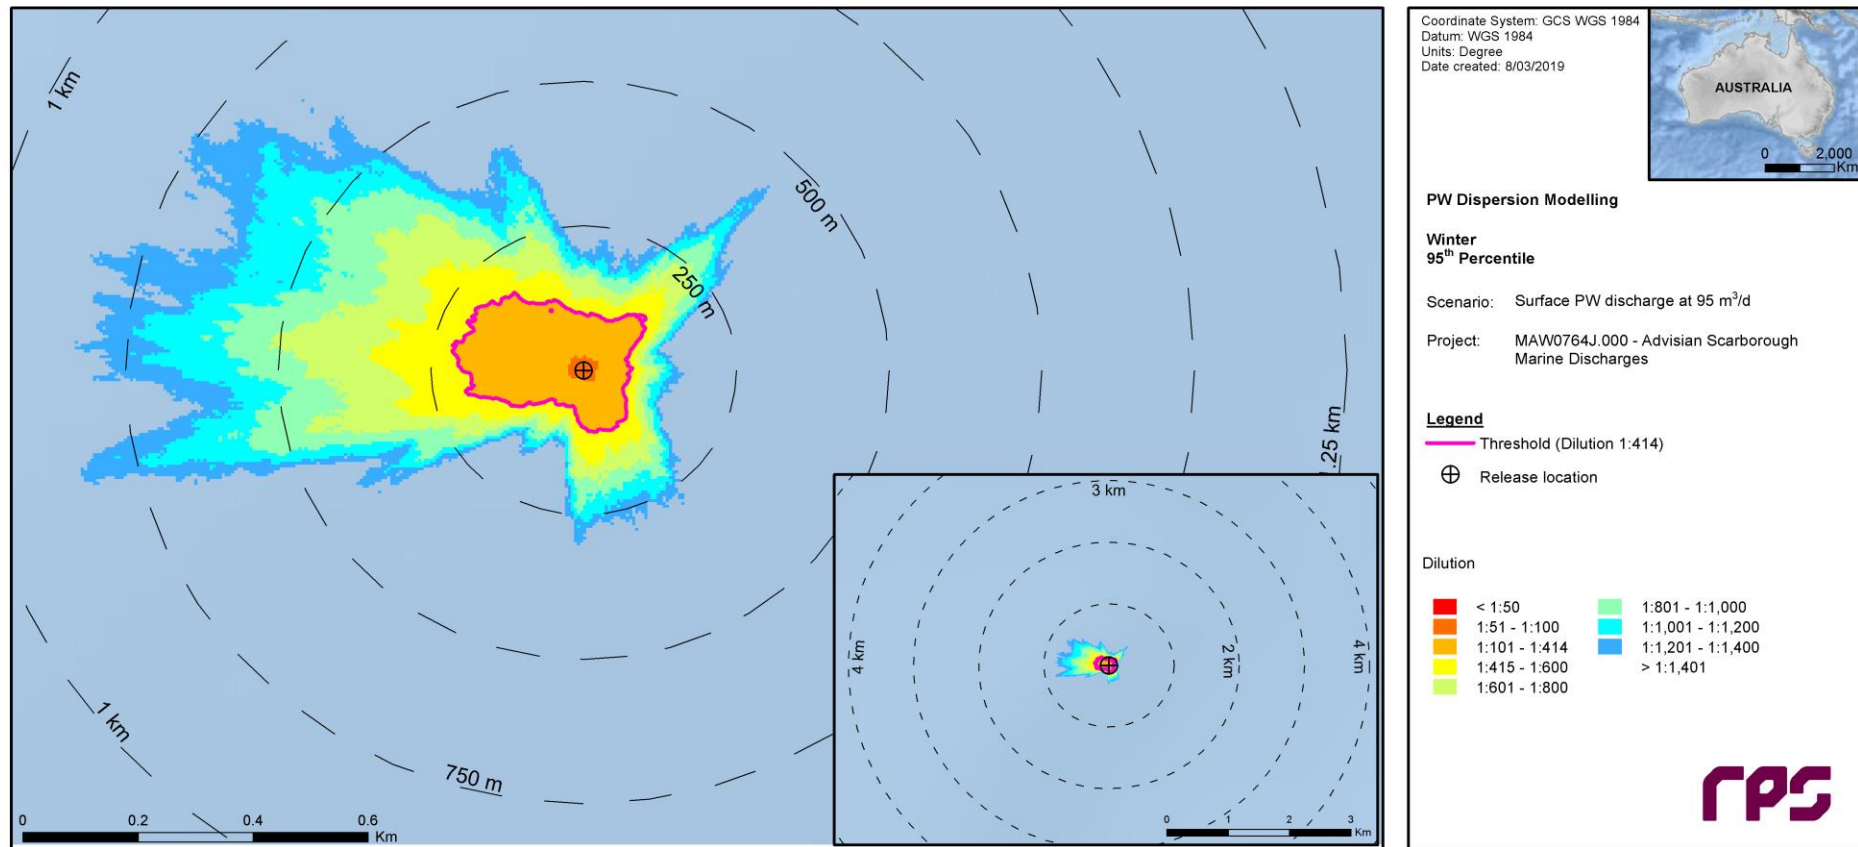 1 km
500 m
250 m
1.25 km
1 km
750 m
0 0.2 0.4 0.6
Km
3 km
4 km
2 km
4 km
0 1 2 3
Km
Coordinate System: GCS WGS 1984
Datum: WGS 1984
Units: Degree
Date created: 8/03/2019
AUSTRALIA
0 2,000
Km
PW Dispersion Modelling
Winter
95th Percentile
Scenario: Surface PW discharge at 95 m³/d
Project: MAW0764J.000 - Advisian Scarborough
Marine Discharges
Legend
Threshold (Dilution 1:414)
Release location
Dilution
< 1:50
1:51 - 1:100
1:101 - 1:414
1:415 - 1:600
1:601 - 1:800
1:801 - 1:1,000
1:1,001 - 1:1,200
1:1,201 - 1:1,400
> 1:1,401
rps